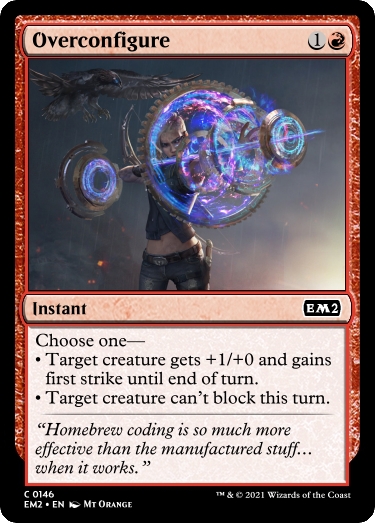 Overconfigure 1
Instant EM2
Choose one—
• Target creature gets +1/+0 and gains
first strike until end of turn.
• Target creature can't block this turn.
“Homebrew coding is so much more
effective than the manufactured stuff…
when it works.”
C 0146
EM2 • EN Mt Orange
™ & © 2021 Wizards of the Coast